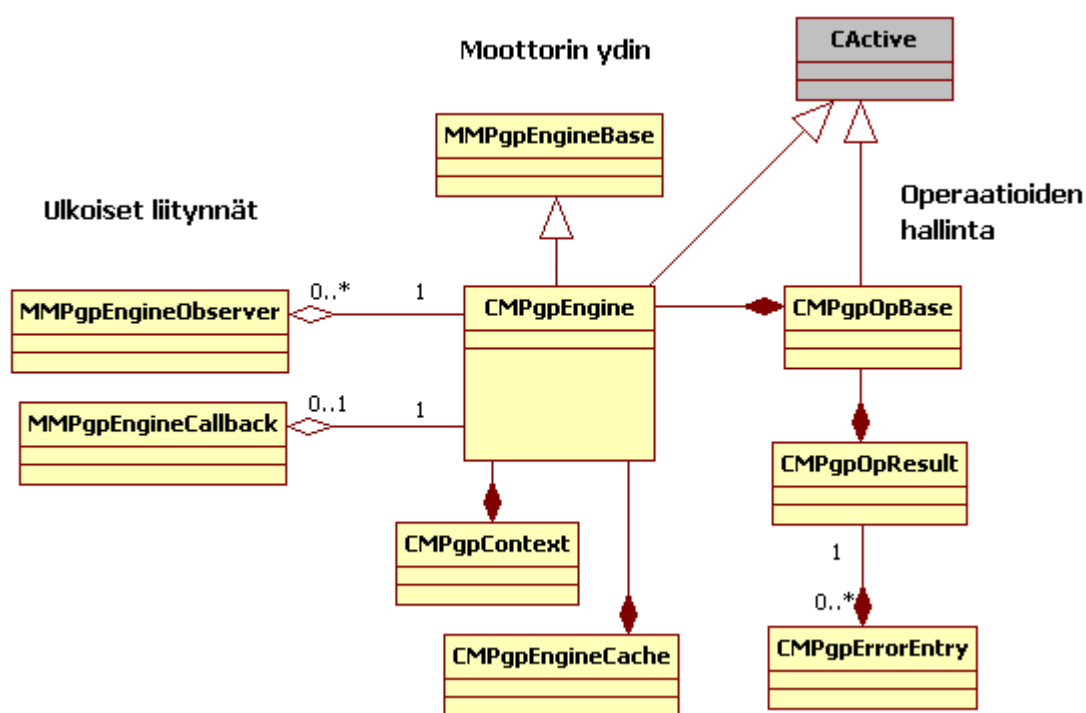 CActive
Moottorin ydin
MMPgpEngineBase
Ulkoiset liitynnät
Operaatioiden
hallinta
MMPgpEngineObserver
0..*
1
CMPgpEngine
CMPgpOpBase
MMPgpEngineCallback
0..1
1
CMPgpOpResult
CMPgpContext
1
0..*
CMPgpEngineCache
CMPgpErrorEntry